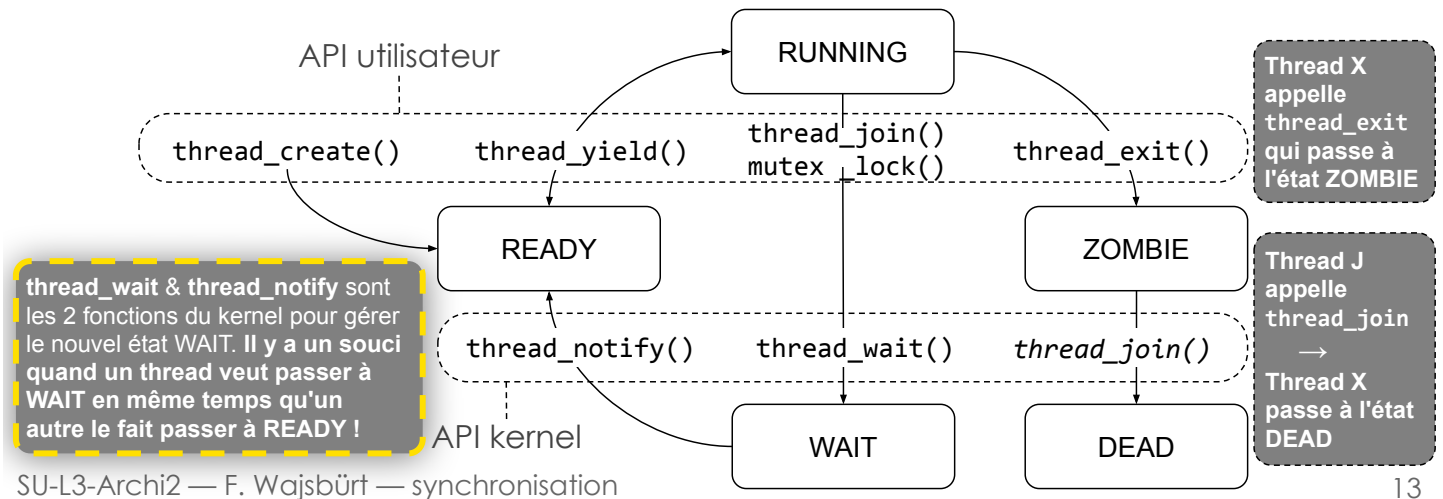 API utilisateur
RUNNING
thread_create()
thread_yield()
thread_join()
mutex _lock()
thread_exit()
Thread X
appelle
thread_exit
qui passe à
l'état ZOMBIE
READY
ZOMBIE
thread_wait & thread_notify sont
les 2 fonctions du kernel pour gérer
le nouvel état WAIT. Il y a un souci
quand un thread veut passer à
WAIT en même temps qu'un
autre le fait passer à READY !
thread_notify()
thread_wait()
thread_join()
Thread J
appelle
thread_join
→
Thread X
passe à l'état
DEAD
API kernel
WAIT
DEAD
SU-L3-Archi2 — F. Wajsbürt — synchronisation
13